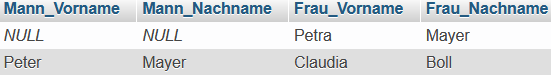 Mann_Vorname Mann_Nachname Frau_Vorname Frau_Nachname
NULL NULL Petra Mayer
Peter Mayer Claudia Boll